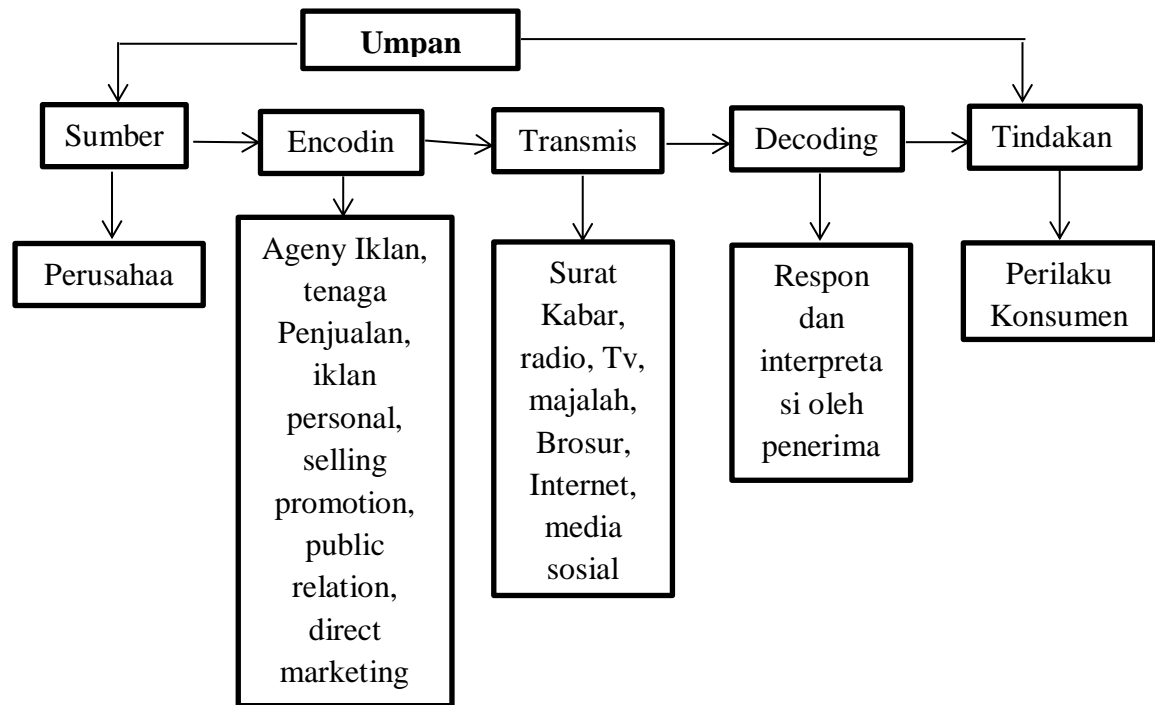 Umpan
Sumber
Encodin
Transmis
Decoding
Tindakan
Perusahaa
Ageny Iklan,
tenaga
Penjualan,
iklan
personal,
selling
promotion,
public
relation,
direct
marketing
Surat
Kabar,
radio, Tv,
majalah,
Brosur,
Internet,
media
sosial
Respon
dan
interpreta
si oleh
penerima
Perilaku
Konsumen